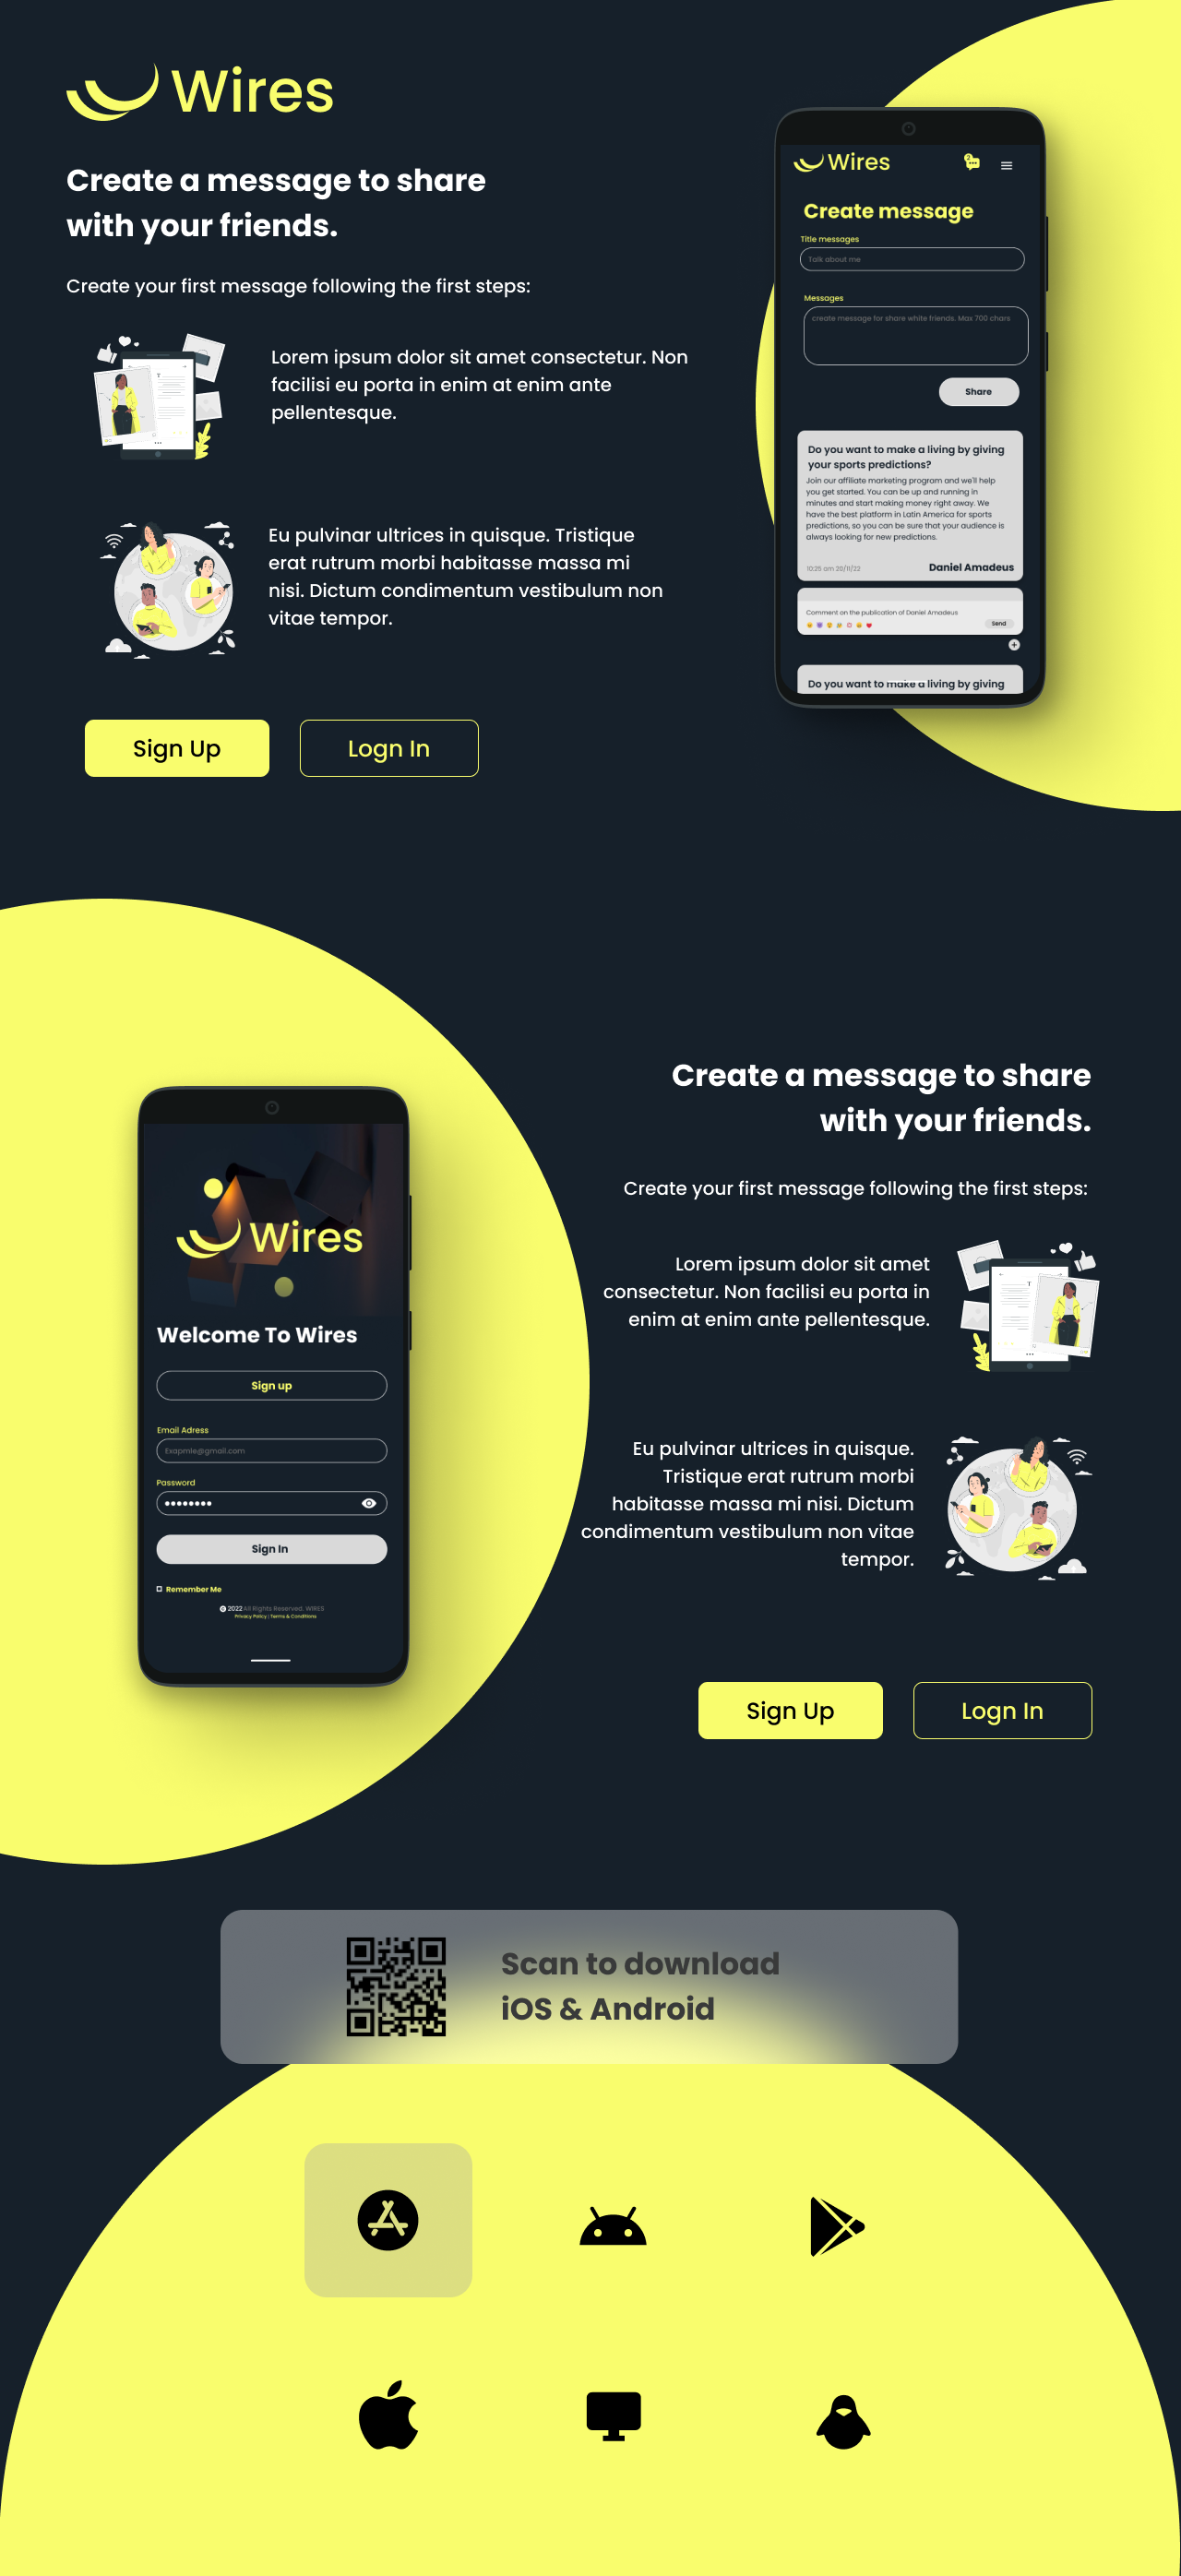 Wires
Create a message to share
with your friends.
Create your first message following the first steps:
Lorem ipsum dolor sit amet consectetur. Non
facilisi eu porta in enim at enim ante
pellentesque.
Eu pulvinar ultrices in quisque. Tristique
erat rutrum morbi habitasse massa mi
nisi. Dictum condimentum vestibulum non
vitae tempor.
Sign Up
Logn In
Wires
Create message
Title messages
Talk about me
Messages
create message for share white friends. Max 700 chars
Share
Do you want to make a living by giving
your sports predictions?
Join our affiliate marketing program and we'll help
you get started. You can be up and running in
minutes and start making money right away. We
have the best platform in Latin America for sports
predictions, so you can be sure that your audience is
always looking for new predictions.
10:25 am 20/11/22
Daniel Amadeus
Comment on the publication of Daniel Amadeus
Send
Do you want to make a living by giving
Wires
Welcome To Wires
Sign up
Email Adress
Exapmle@gmail.com
Password
Sign In
Remember Me
© 2022 All Rights Reserved. WIRES
Privacy Policy | Terms & Conditions
Create a message to share
with your friends.
Create your first message following the first steps:
Lorem ipsum dolor sit amet
consectetur. Non facilisi eu porta in
enim at enim ante pellentesque.
Eu pulvinar ultrices in quisque.
Tristique erat rutrum morbi
habitasse massa mi nisi. Dictum
condimentum vestibulum non vitae
tempor.
Sign Up
Logn In
Scan to download
iOS & Android